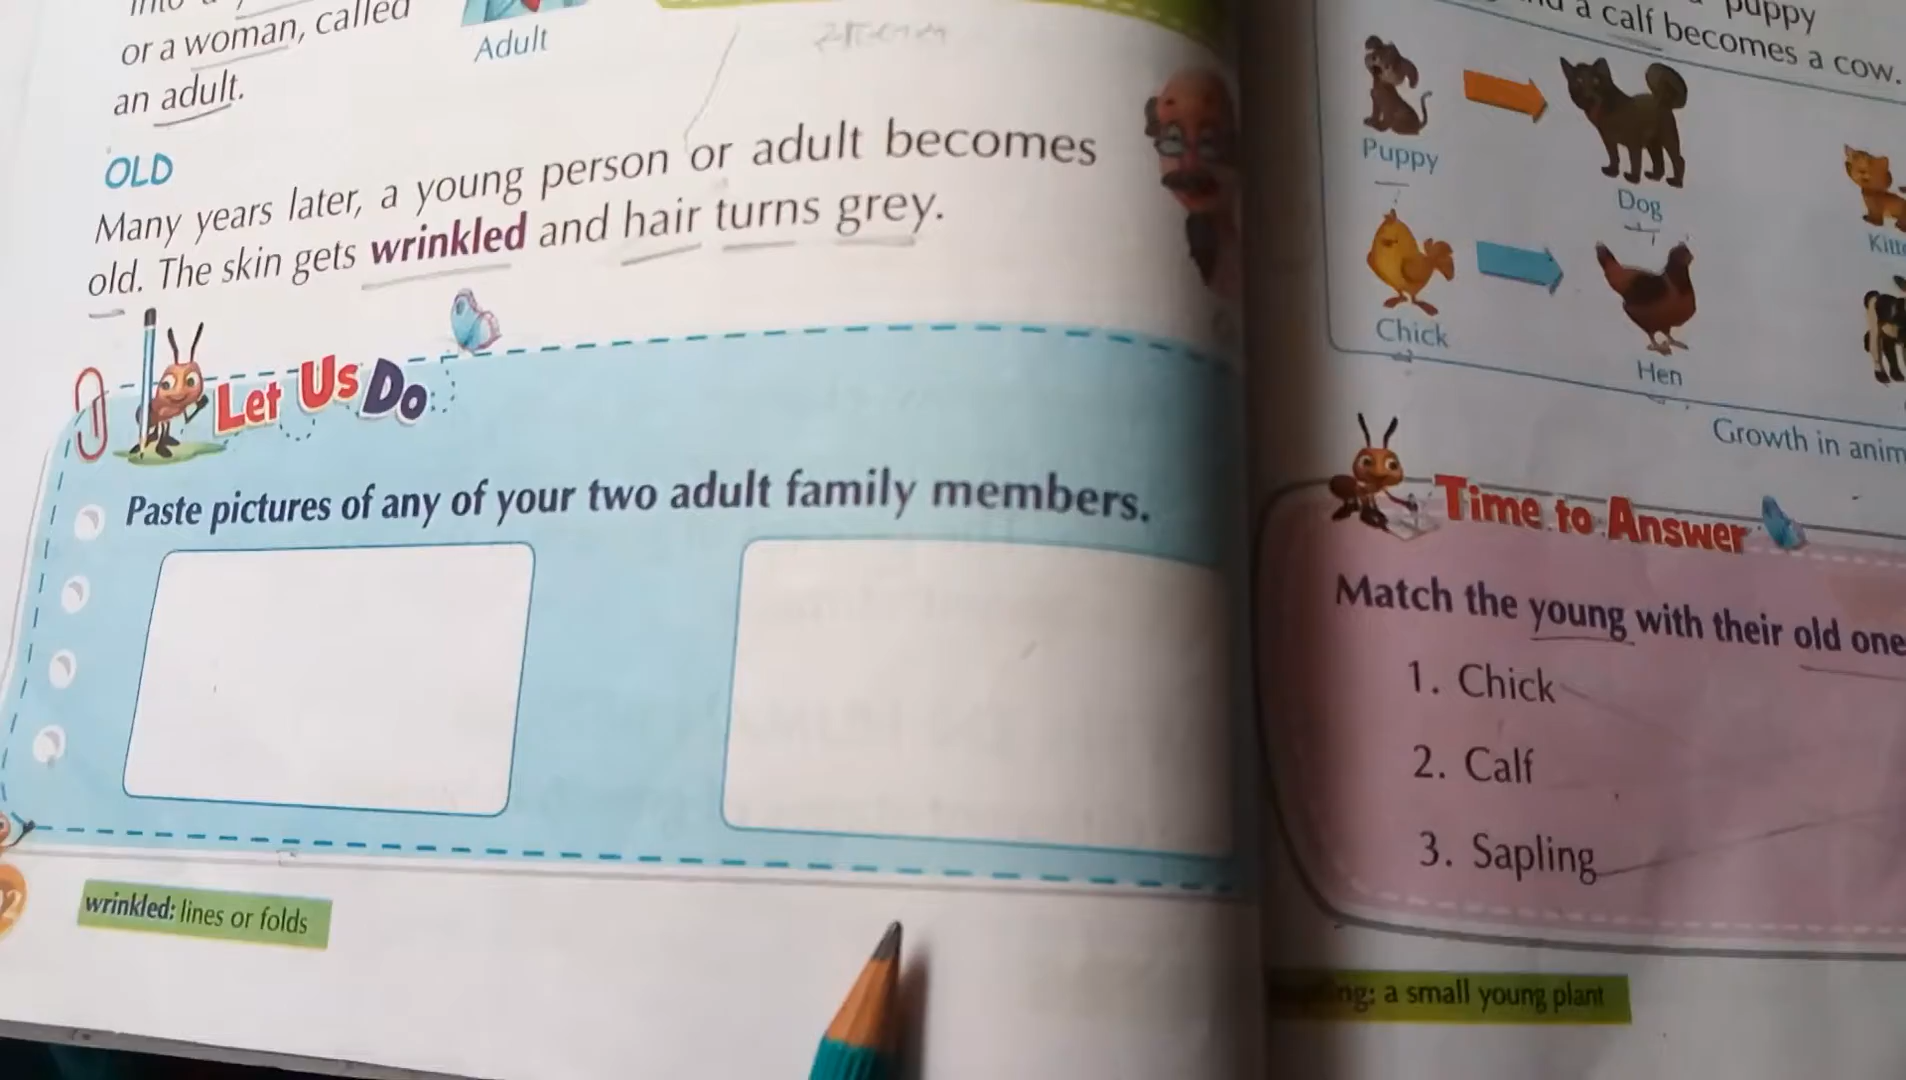 or a woman, called
an adult.
Adult
OLD
Many years later, a young person or adult becomes
old. The skin gets wrinkled and hair turns grey.
Let Us Do
Paste pictures of any of your two adult family members.
wrinkled: lines or folds
puppy
a calf becomes a cow.
Puppy
Dog
Chick
Hen
Growth in anim
Time to Answer
Match the young with their old one
1. Chick
2. Calf
3. Sapling
ng: a small young plant